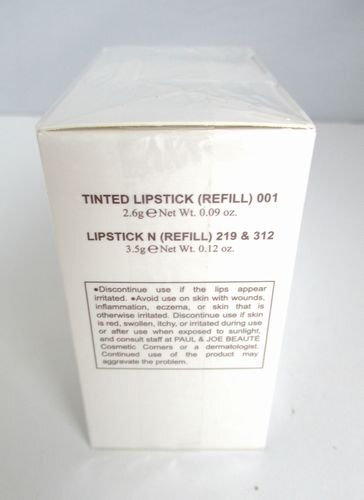 TINTED LIPSTICK (REFILL) 001
2.6g ℮ Net Wt. 0.09 oz.
LIPSTICK N (REFILL) 219 & 312
3.5g ℮ Net Wt. 0.12 oz.
●Discontinue use if the lips appear
irritated. ●Avoid use on skin with wounds,
inflammation, eczema, or skin that is
otherwise irritated. Discontinue use if skin
is red, swollen, itchy, or irritated during use
or after use when exposed to sunlight,
and consult staff at PAUL & JOE BEAUTÉ
Cosmetic Corners or a dermatologist.
Continued use of the product may
aggravate the problem.